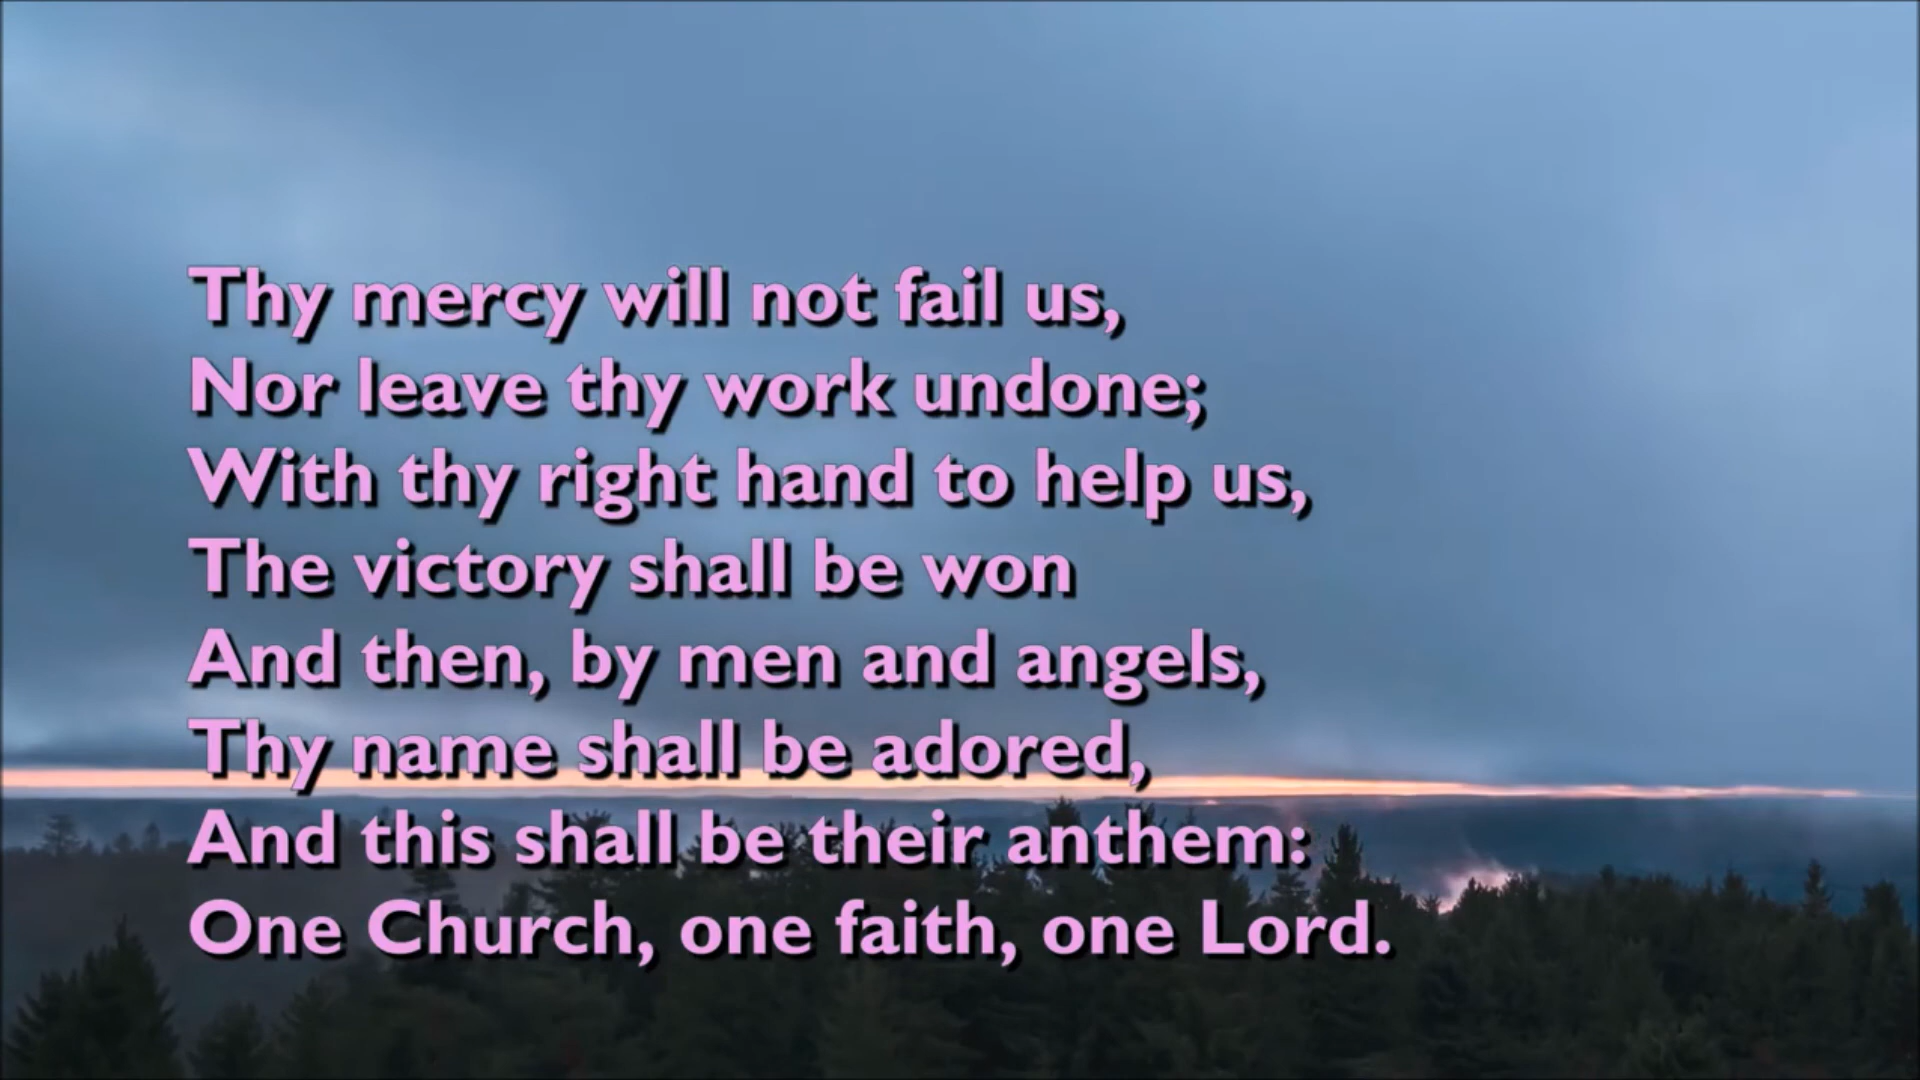 Thy mercy will not fail us,
Nor leave thy work undone;
With thy right hand to help us,
The victory shall be won
And then, by men and angels,
Thy name shall be adored,
And this shall be their anthem:
One Church, one faith, one Lord.